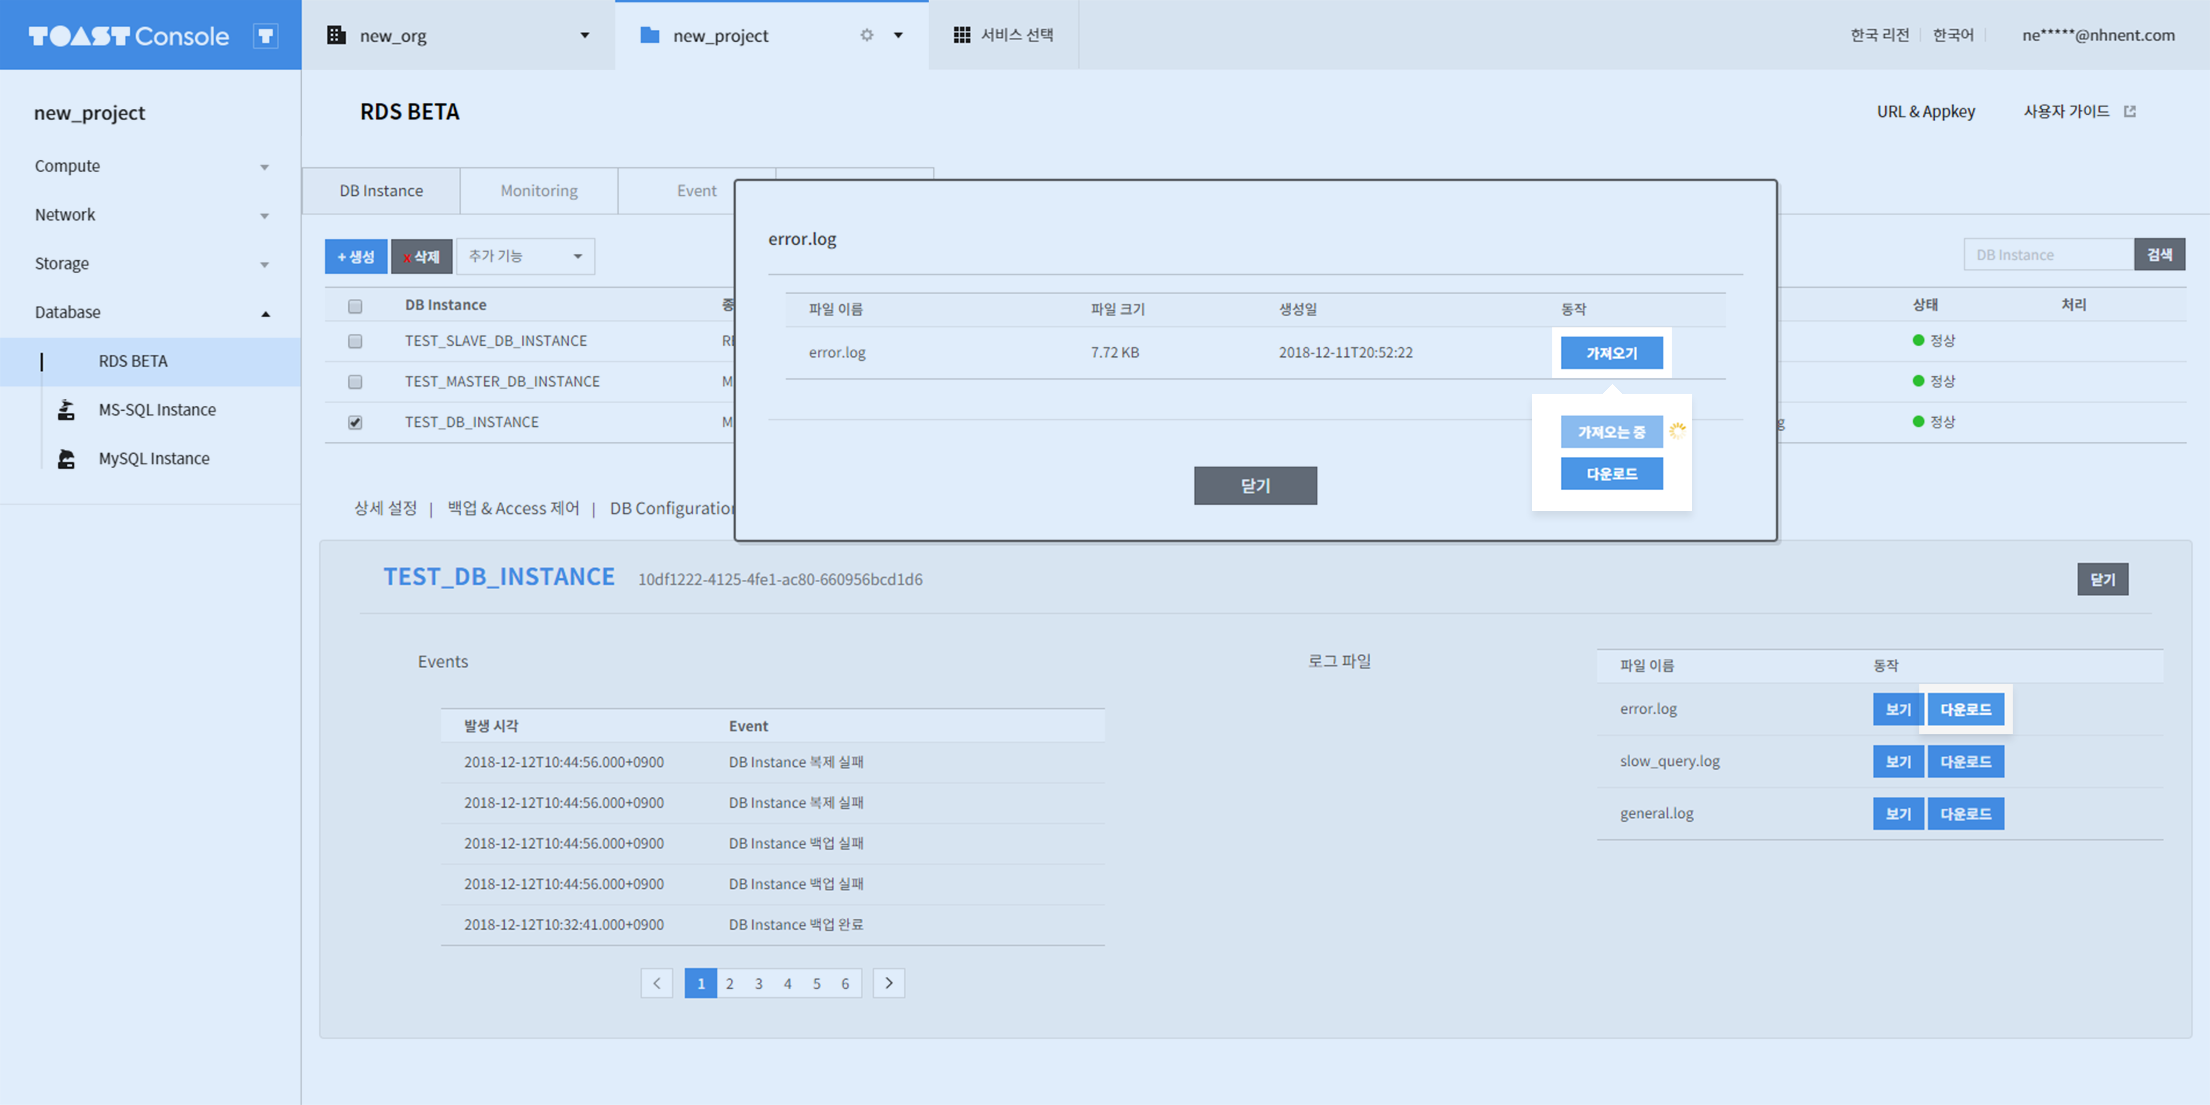 TOAST Console T
new_org
new_project
서비스 선택
한국 리전
한국어
ne*****@nhnent.com
new_project
Compute
Network
Storage
Database
RDS BETA
MS-SQL Instance
MySQL Instance
RDS BETA
URL & Appkey
사용자 가이드
DB Instance
Monitoring
Event
+ 생성
x 삭제
추가 기능
DB Instance
검색
DB Instance
종
상태
처리
TEST_SLAVE_DB_INSTANCE
RE
정상
TEST_MASTER_DB_INSTANCE
M
정상
TEST_DB_INSTANCE
M
g
정상
상세 설정 | 백업 & Access 제어 | DB Configuration
error.log
파일 이름
파일 크기
생성일
동작
error.log
7.72 KB
2018-12-11T20:52:22
가져오기
가져오는 중
다운로드
닫기
TEST_DB_INSTANCE
10df1222-4125-4fe1-ac80-660956bcd1d6
닫기
Events
발생 시각
Event
2018-12-12T10:44:56.000+0900
DB Instance 복제 실패
2018-12-12T10:44:56.000+0900
DB Instance 복제 실패
2018-12-12T10:44:56.000+0900
DB Instance 백업 실패
2018-12-12T10:44:56.000+0900
DB Instance 백업 실패
2018-12-12T10:32:41.000+0900
DB Instance 백업 완료
< 1 2 3 4 5 6 >
로그 파일
파일 이름
동작
error.log
보기
다운로드
slow_query.log
보기
다운로드
general.log
보기
다운로드